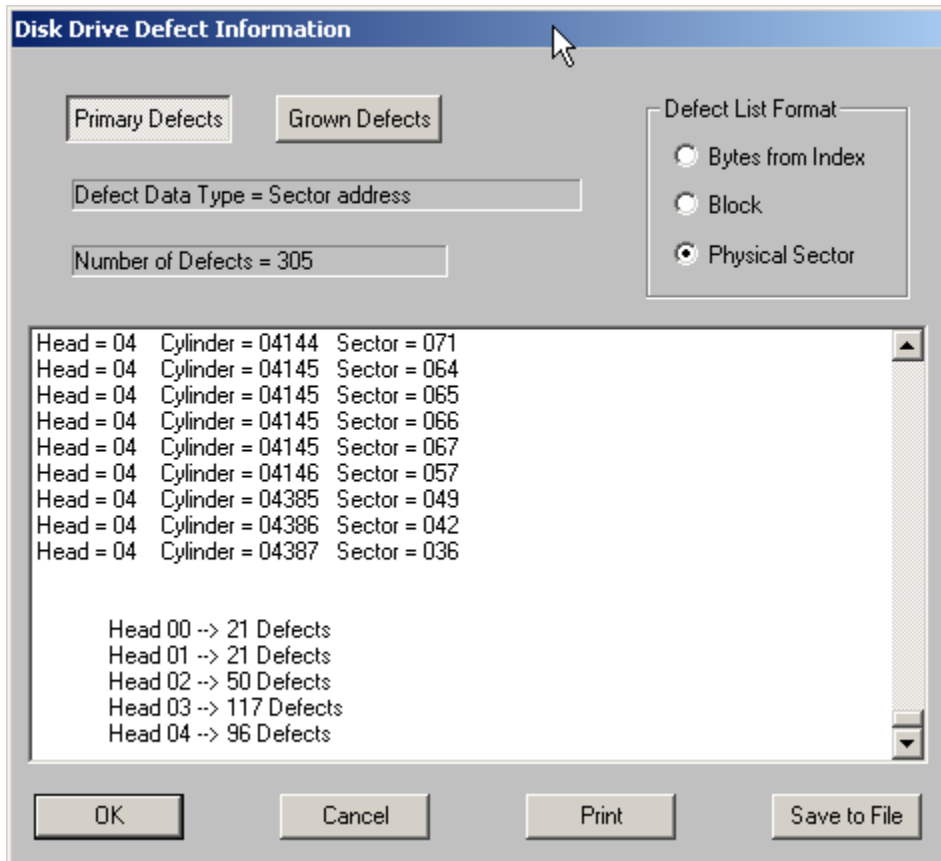 Disk Drive Defect Information
Primary Defects
Grown Defects
Defect List Format
Bytes from Index
Block
Physical Sector
Defect Data Type = Sector address
Number of Defects = 305
Head = 04 Cylinder = 04144 Sector = 071
Head = 04 Cylinder = 04145 Sector = 064
Head = 04 Cylinder = 04145 Sector = 065
Head = 04 Cylinder = 04145 Sector = 066
Head = 04 Cylinder = 04145 Sector = 067
Head = 04 Cylinder = 04146 Sector = 057
Head = 04 Cylinder = 04385 Sector = 049
Head = 04 Cylinder = 04386 Sector = 042
Head = 04 Cylinder = 04387 Sector = 036
Head 00 --> 21 Defects
Head 01 --> 21 Defects
Head 02 --> 50 Defects
Head 03 --> 117 Defects
Head 04 --> 96 Defects
OK
Cancel
Print
Save to File